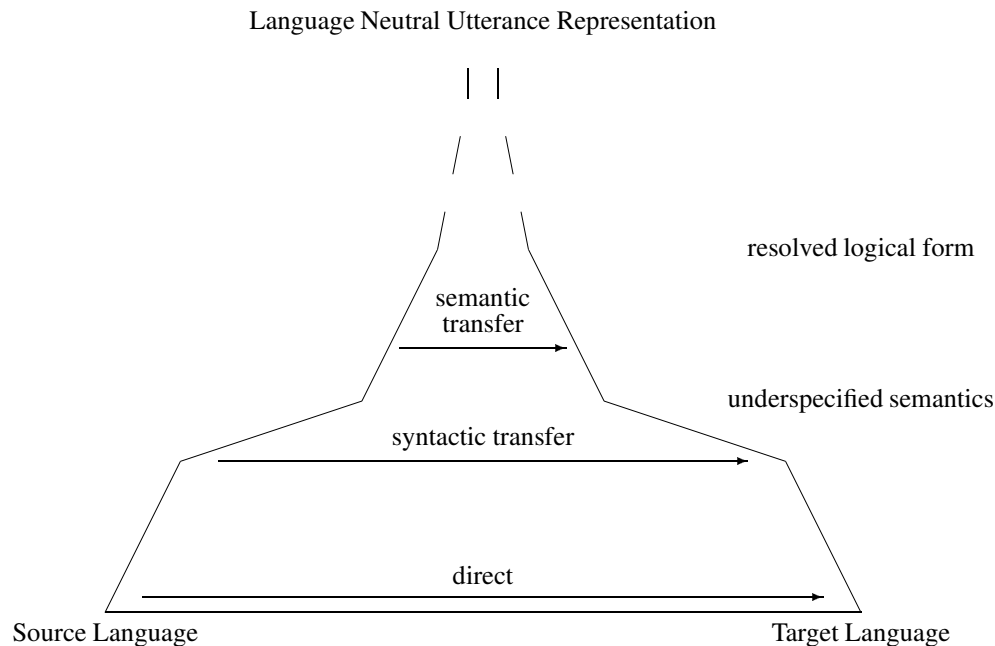 Language Neutral Utterance Representation
resolved logical form
semantic
transfer
underspecified semantics
syntactic transfer
direct
Source Language
Target Language